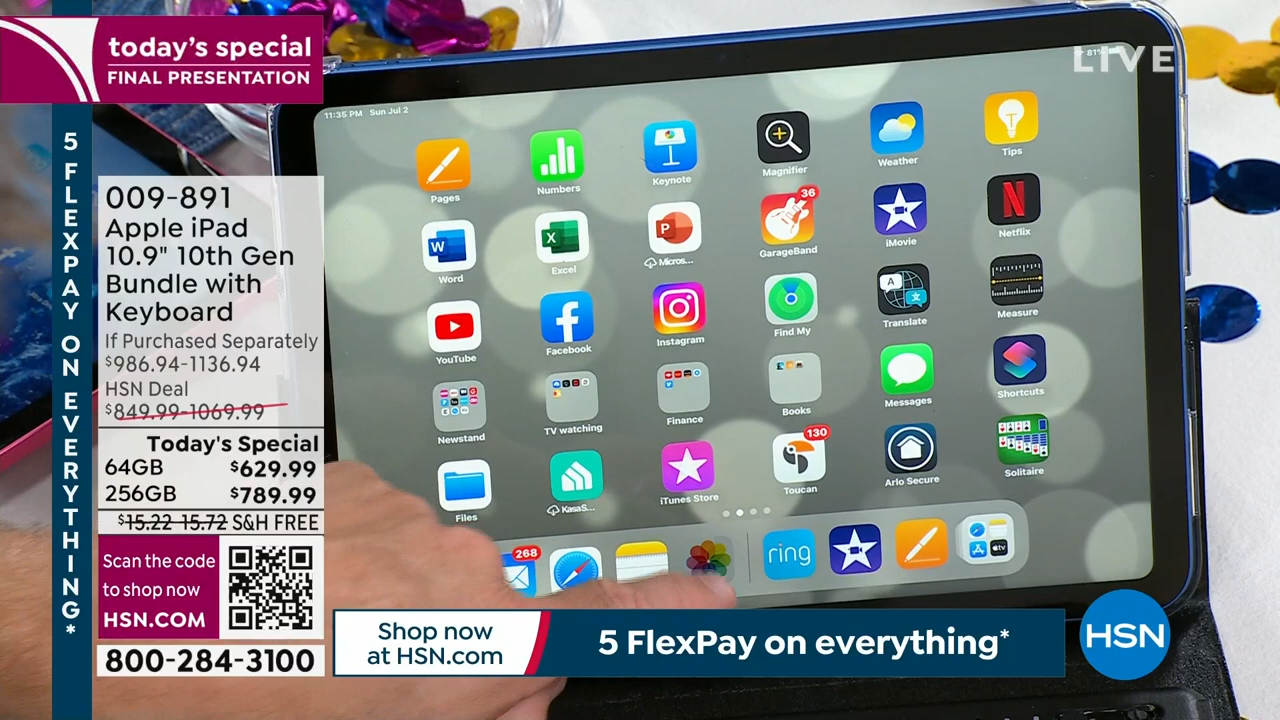 today's special
FINAL PRESENTATION
LIVE
5 FLEXPAY ON EVERYTHING*
009-891
Apple iPad
10.9" 10th Gen
Bundle with
Keyboard
If Purchased Separately
$986.94-1136.94
HSN Deal
$849.99-1069.99
Today's Special
64GB $629.99
256GB $789.99
$15.22-15.72 S&H FREE
Scan the code
to shop now
HSN.COM
800-284-3100
11:35 PM Sun Jul 2
81%
Pages
Numbers
Keynote
Magnifier
Weather
Tips
W
Word
X
Excel
P
Micros...
36
GarageBand
iMovie
N
Netflix
YouTube
f
Facebook
Instagram
Find My
A
Translate
Measure
Newstand
TV watching
Finance
Books
Messages
Shortcuts
Files
KasaS...
iTunes Store
130
Toucan
Arlo Secure
Solitaire
268
ring
tv
Shop now
at HSN.com
5 FlexPay on everything*
HSN